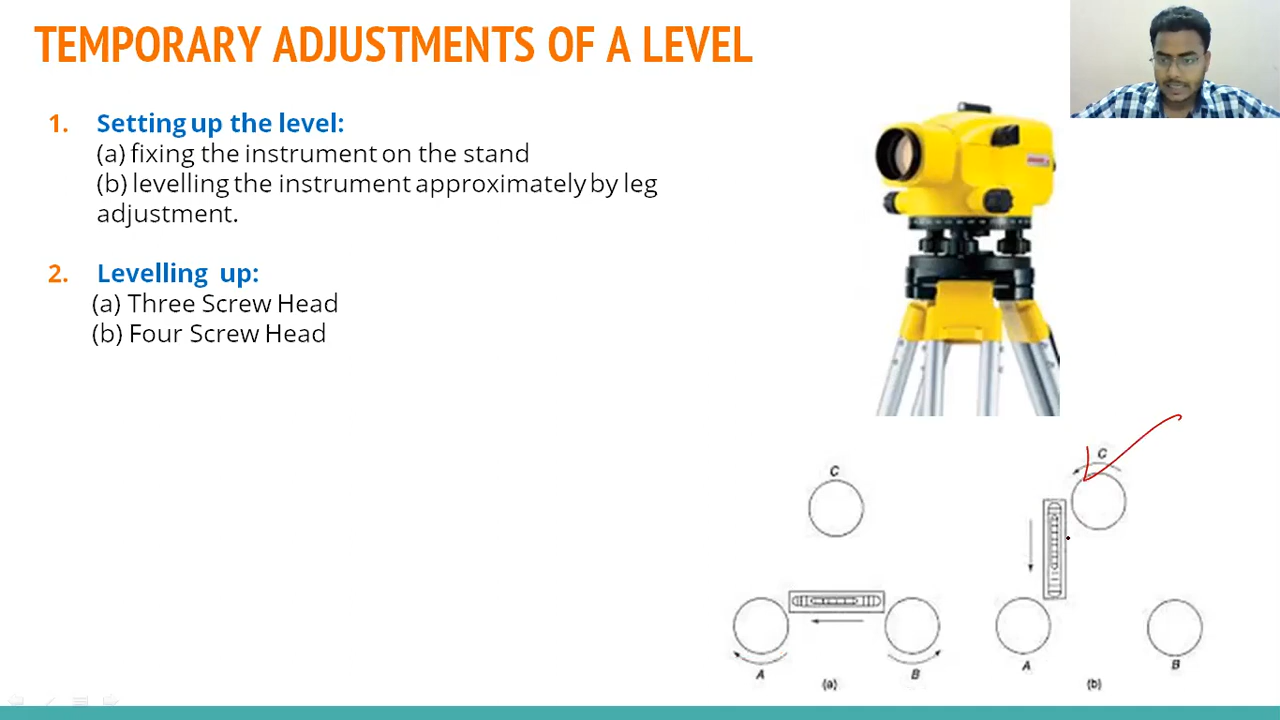 TEMPORARY ADJUSTMENTS OF A LEVEL
1. Setting up the level:
(a) fixing the instrument on the stand
(b) levelling the instrument approximately by leg
adjustment.
2. Levelling up:
(a) Three Screw Head
(b) Four Screw Head
C
A
B
(a)
C
A
B
(b)